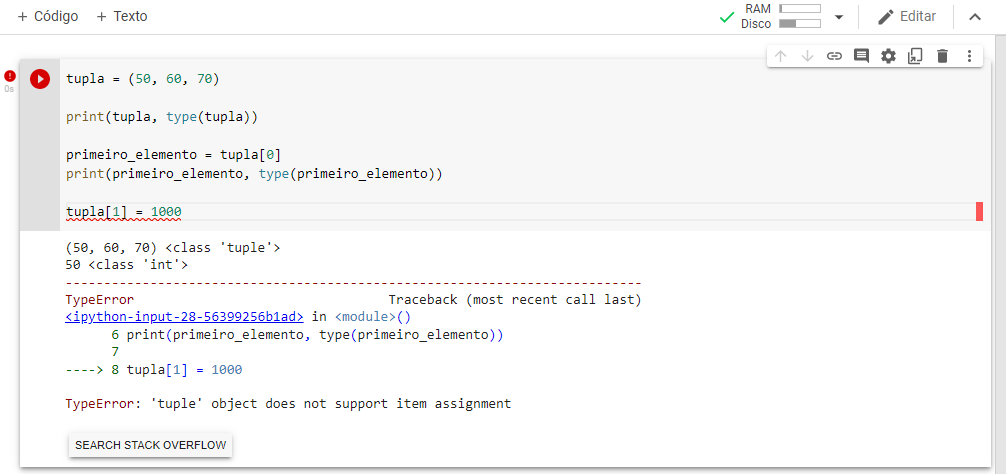 + Código + Texto
RAM
Disco
Editar
0s
tupla = (50, 60, 70)
print(tupla, type(tupla))
primeiro_elemento = tupla[0]
print(primeiro_elemento, type(primeiro_elemento))
tupla[1] = 1000
(50, 60, 70) <class 'tuple'>
50 <class 'int'>
---------------------------------------------------------------------------
TypeError                                 Traceback (most recent call last)
<ipython-input-28-56399256b1ad> in <module>()
      6 print(primeiro_elemento, type(primeiro_elemento))
      7
----> 8 tupla[1] = 1000
TypeError: 'tuple' object does not support item assignment
SEARCH STACK OVERFLOW